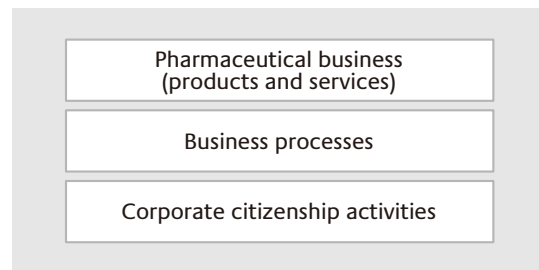 Pharmaceutical business
(products and services)
Business processes
Corporate citizenship activities